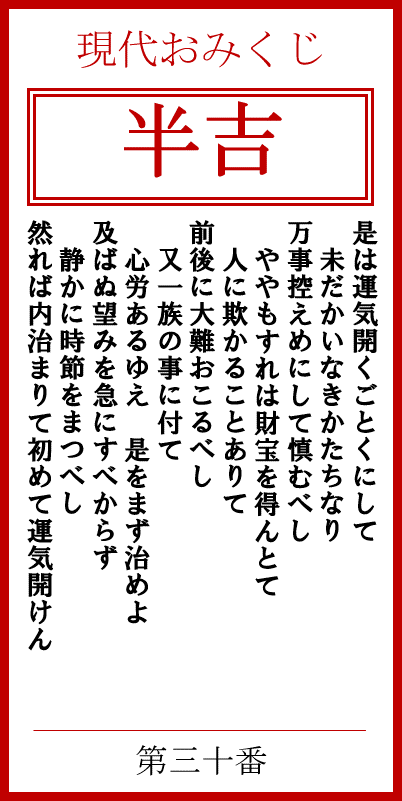 現代おみくじ
半吉
是は運気開くごとくにして
未だかいなきかたちなり
万事控えめにして慎むべし
ややもすれは財宝を得んとて
人に欺かることありて
前後に大難おこるべし
又一族の事に付て
心労あるゆえ　是をまず治めよ
及ばぬ望みを急にすべからず
静かに時節をまつべし
然れば内治まりて初めて運気開けん
第三十番